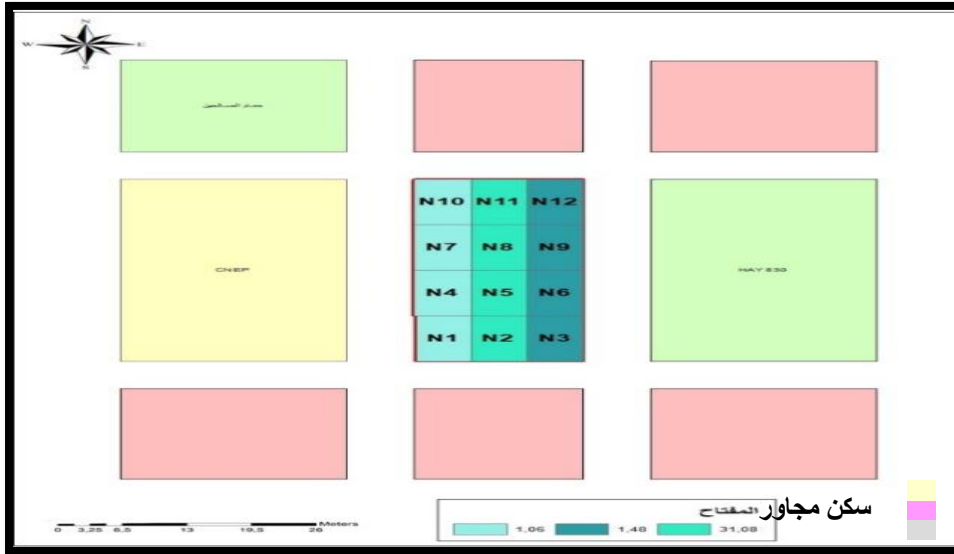 N
W E
S
N10 N11 N12
N7 N8 N9
CNEP
HAY 830
N4 N5 N6
N1 N2 N3
سكن مجاور
المفتاح
0 3,25 6,5 13 19,5 26 Meters
1,06 1,48 31,08